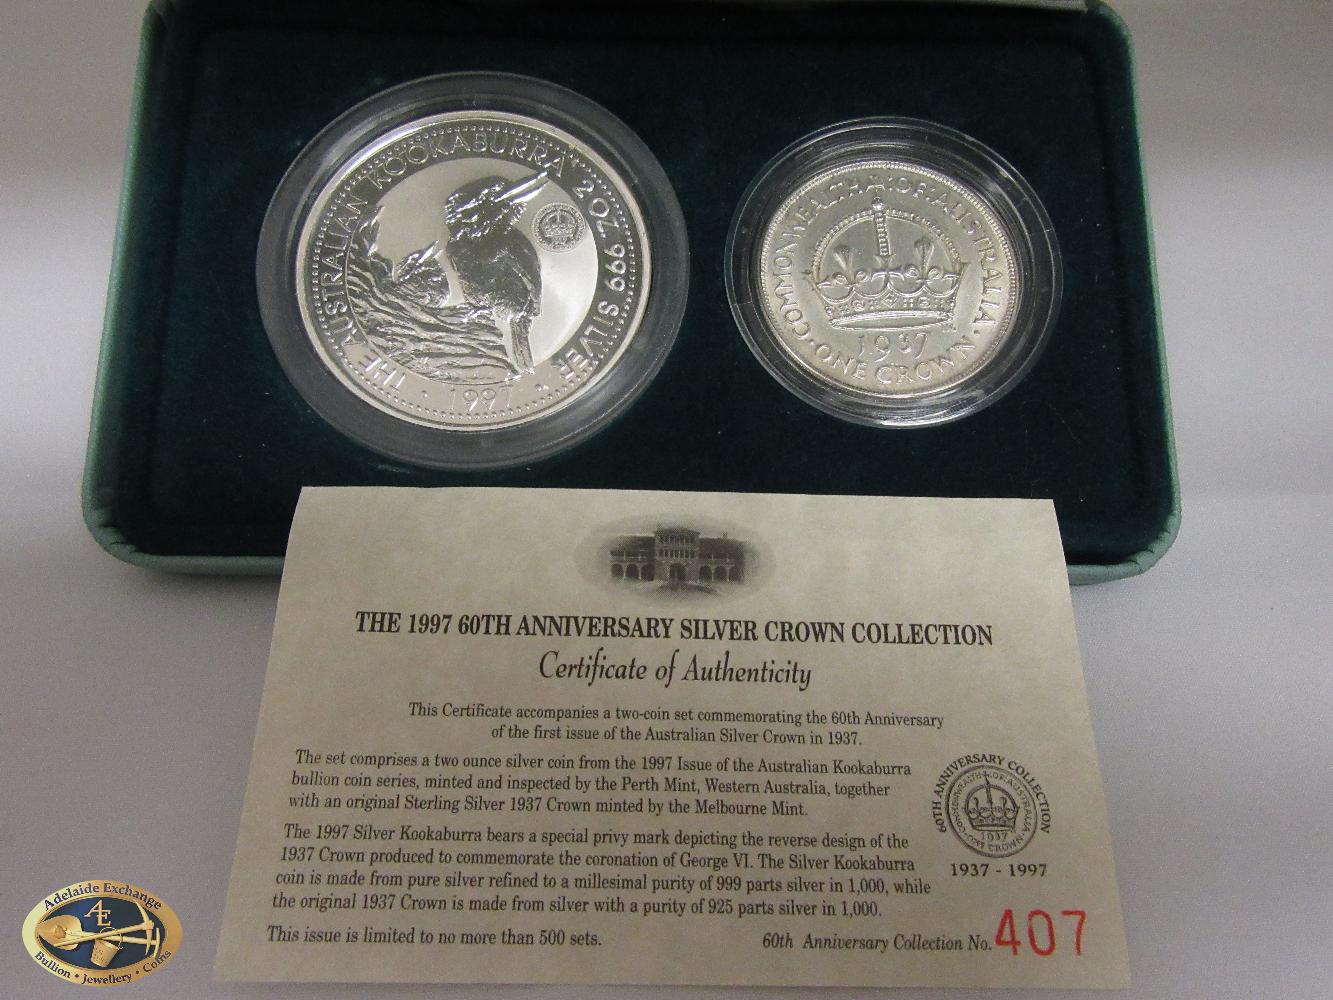 THE AUSTRALIAN KOOKABURRA 2 OZ. 999 SILVER
· 1997 ·
COMMONWEALTH·OF·AUSTRALIA·
1937
·ONE CROWN·
THE 1997 60TH ANNIVERSARY SILVER CROWN COLLECTION
Certificate of Authenticity
This Certificate accompanies a two-coin set commemorating the 60th Anniversary
of the first issue of the Australian Silver Crown in 1937.
The set comprises a two ounce silver coin from the 1997 Issue of the Australian Kookaburra
bullion coin series, minted and inspected by the Perth Mint, Western Australia, together
with an original Sterling Silver 1937 Crown minted by the Melbourne Mint.
The 1997 Silver Kookaburra bears a special privy mark depicting the reverse design of the
1937 Crown produced to commemorate the coronation of George VI. The Silver Kookaburra
coin is made from pure silver refined to a millesimal purity of 999 parts silver in 1,000, while
the original 1937 Crown is made from silver with a purity of 925 parts silver in 1,000.
This issue is limited to no more than 500 sets.
60TH ANNIVERSARY COLLECTION
COMMONWEALTH·OF·AUSTRALIA·
1937
·ONE CROWN·
1937 - 1997
60th Anniversary Collection No. 407
Adelaide Exchange
AE
Bullion · Jewellery · Coins